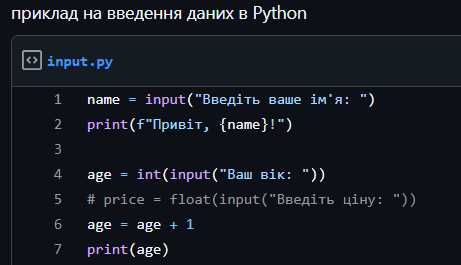 приклад на введення даних в Python
input.py
1 name = input("Введіть ваше ім'я: ")
2 print(f"Привіт, {name}!")
3
4 age = int(input("Ваш вік: "))
5 # price = float(input("Введіть ціну: "))
6 age = age + 1
7 print(age)